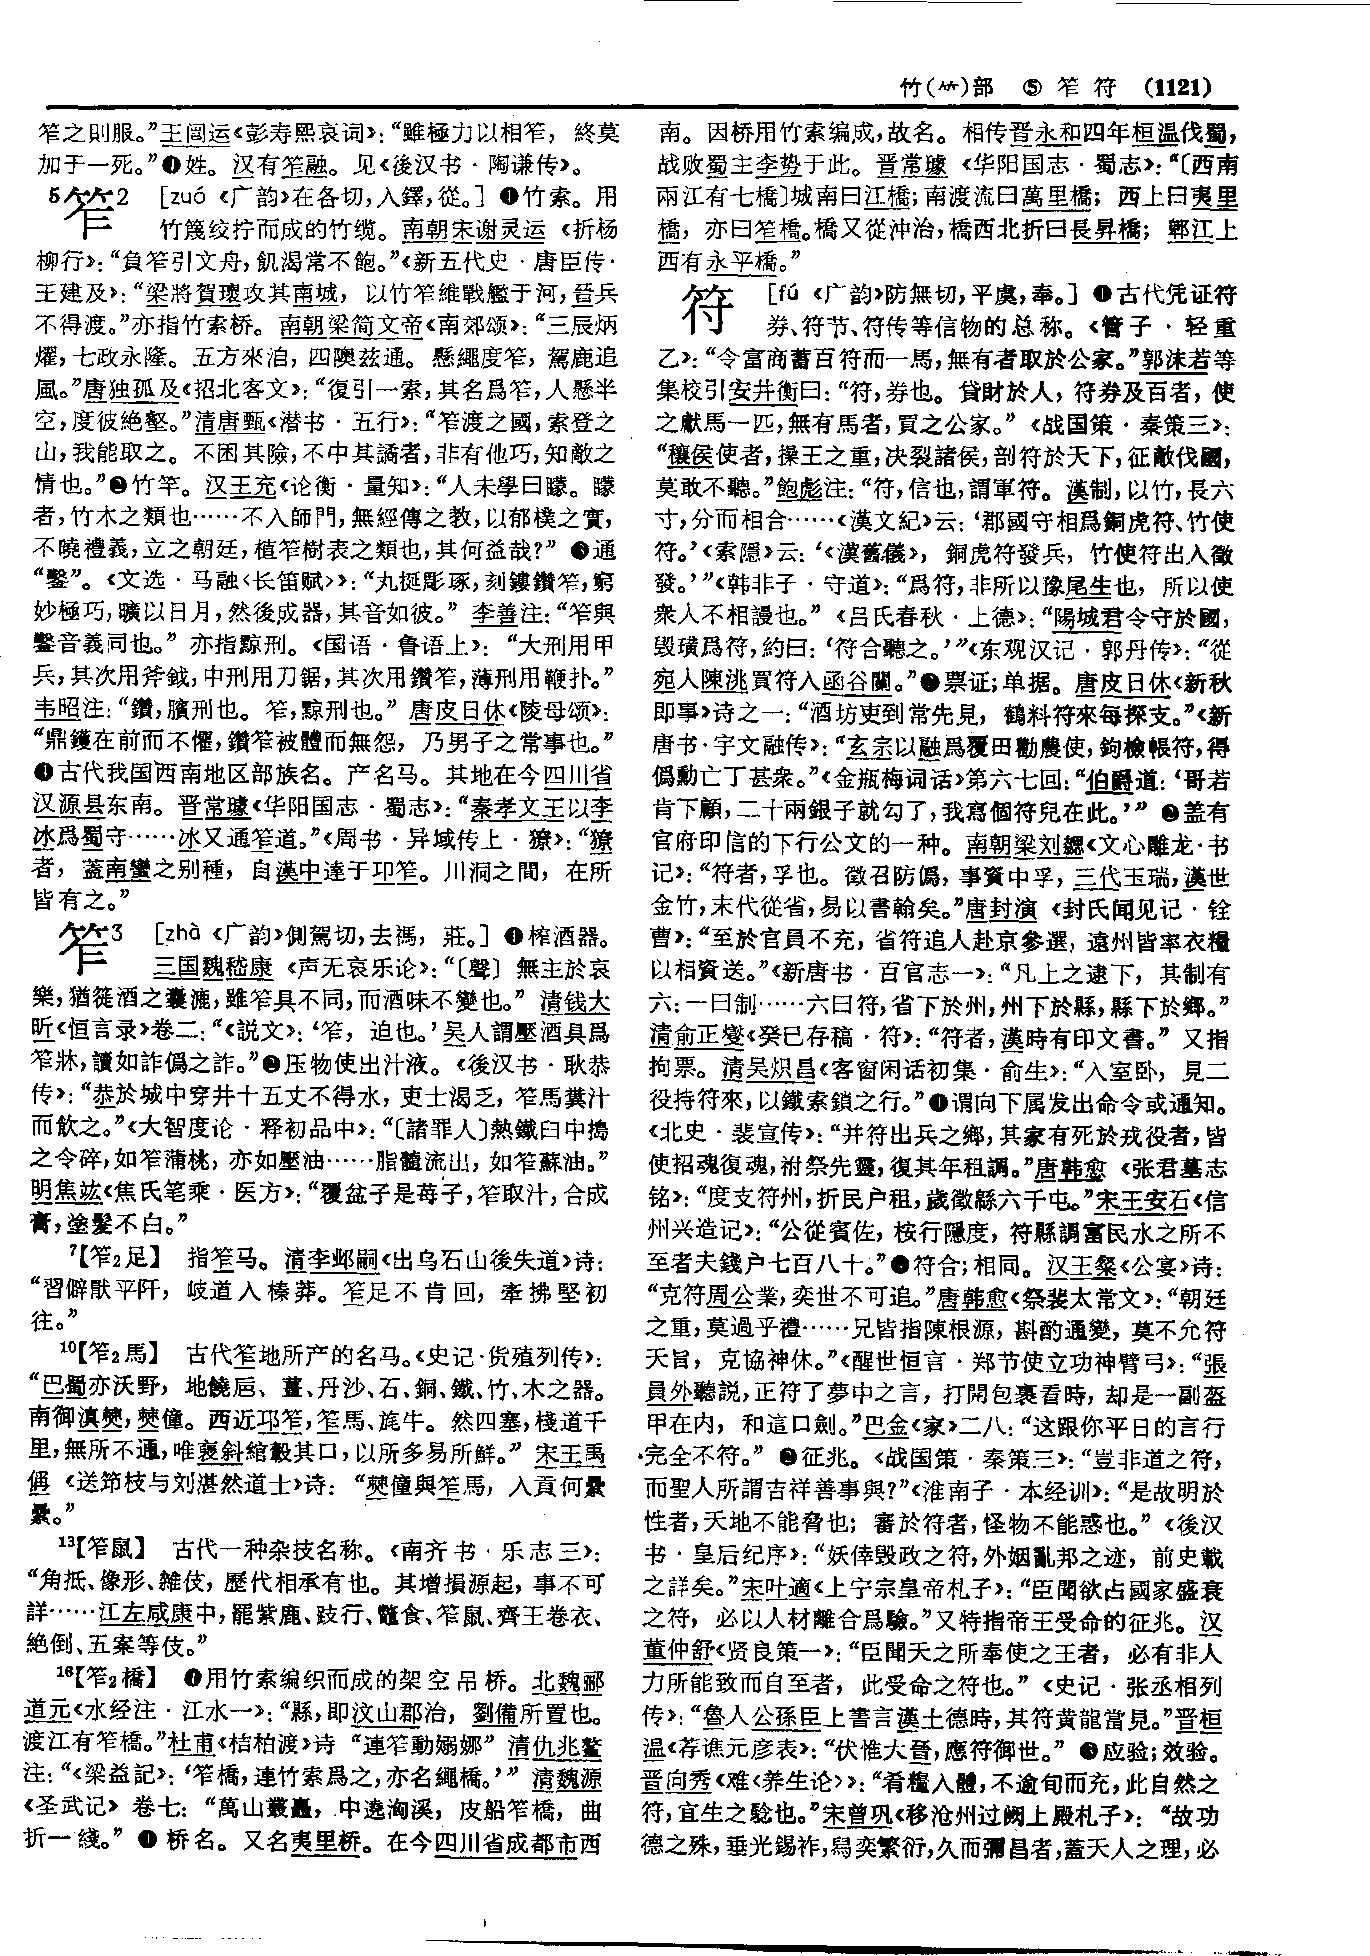 竹(⺮)部 ⑤ 笮 符 (1121)
笮之則服。”王闿运《彭寿熙哀词》：“雖極力以相笮，終莫
加于一死。”❹姓。汉有笮融。见《後汉书·陶谦传》。
5笮2 [zuó 《广韵》在各切，入鐸，從。] ❶竹索。用
竹篾绞拧而成的竹缆。南朝宋谢灵运《折杨
柳行》：“負笮引文舟，飢渴常不飽。”《新五代史·唐臣传·
王建及》：“梁將賀瓌攻其南城，以竹笮維戰艦于河，晉兵
不得渡。”亦指竹索桥。南朝梁简文帝《南郊颂》：“三辰炳
燿，七政永隆。五方來洎，四隩兹通。懸繩度笮，駕鹿追
風。”唐独孤及《招北客文》：“復引一索，其名爲笮，人懸半
空，度彼絶壑。”清唐甄《潜书·五行》：“笮渡之國，索登之
山，我能取之。不困其險，不中其譎者，非有他巧，知敵之
情也。”❷竹竿。汉王充《论衡·量知》：“人未學曰矇。矇
者，竹木之類也……不入師門，無經傳之教，以郁樸之實，
不曉禮義，立之朝廷，植笮樹表之類也，其何益哉？” ❸通
“鑿”。《文选·马融〈长笛赋〉》：“丸挻彫琢，刻鏤鑽笮，窮
妙極巧，曠以日月，然後成器，其音如彼。” 李善注：“笮與
鑿音義同也。” 亦指黥刑。《国语·鲁语上》：“大刑用甲
兵，其次用斧鉞，中刑用刀鋸，其次用鑽笮，薄刑用鞭扑。”
韦昭注：“鑽，臏刑也。笮，黥刑也。” 唐皮日休《陵母颂》：
“鼎鑊在前而不懼，鑽笮被體而無怨，乃男子之常事也。”
❹古代我国西南地区部族名。产名马。其地在今四川省
汉源县东南。晋常璩《华阳国志·蜀志》：“秦孝文王以李
冰爲蜀守……冰又通笮道。”《周书·异域传上·獠》：“獠
者，蓋南蠻之別種，自漢中達于邛笮。川洞之間，在所
皆有之。”
笮3 [zhà 《广韵》側駕切，去禡，莊。] ❶榨酒器。
三国魏嵇康《声无哀乐论》：“〔聲〕無主於哀
樂，猶簁酒之囊漉，雖笮具不同，而酒味不變也。” 清钱大
昕《恒言录》卷二：“《説文》：‘笮，迫也。’吴人謂壓酒具爲
笮牀，讀如詐僞之詐。”❷压物使出汁液。《後汉书·耿恭
传》：“恭於城中穿井十五丈不得水，吏士渴乏，笮馬糞汁
而飲之。”《大智度论·释初品中》：“〔諸罪人〕熱鐵臼中搗
之令碎，如笮蒲桃，亦如壓油……脂髓流出，如笮蘇油。”
明焦竑《焦氏笔乘·医方》：“覆盆子是苺子，笮取汁，合成
膏，塗髮不白。”
7【笮2足】 指笮马。清李邺嗣《出乌石山後失道》诗：
“習僻猒平阡，岐道入榛莽。笮足不肯回，牽拂堅初
往。”
10【笮2馬】 古代笮地所产的名马。《史记·货殖列传》：
“巴蜀亦沃野，地饒巵、薑、丹沙、石、銅、鐵、竹、木之器。
南御滇僰，僰僮。西近邛笮，笮馬、旄牛。然四塞，棧道千
里，無所不通，唯褒斜綰轂其口，以所多易所鮮。” 宋王禹
偁《送筇杖与刘湛然道士》诗：“僰僮與笮馬，入貢何纍
纍。”
13【笮鼠】 古代一种杂技名称。《南齐书·乐志三》：
“角抵、像形、雜伎，歷代相承有也。其增損源起，事不可
詳……江左咸康中，罷紫鹿、跂行、鼈食、笮鼠、齊王卷衣、
絶倒、五案等伎。”
16【笮2橋】 ❶用竹索编织而成的架空吊桥。北魏郦
道元《水经注·江水一》：“縣，即汶山郡治，劉備所置也。
渡江有笮橋。”杜甫《桔柏渡》诗 “連笮動嫋娜” 清仇兆鳌
注：“《梁益記》：‘笮橋，連竹索爲之，亦名繩橋。’” 清魏源
《圣武记》卷七：“萬山叢矗，中遶洶溪，皮船笮橋，曲
折一綫。” ❷桥名。又名夷里桥。在今四川省成都市西
南。因桥用竹索编成，故名。相传晋永和四年桓温伐蜀，
战败蜀主李势于此。晋常璩《华阳国志·蜀志》：“〔西南
兩江有七橋〕城南曰江橋；南渡流曰萬里橋；西上曰夷里
橋，亦曰笮橋。橋又從沖治，橋西北折曰長昇橋；郫江上
西有永平橋。”
符 [fú 《广韵》防無切，平虞，奉。] ❶古代凭证符
券、符节、符传等信物的总称。《管子·轻重
乙》：“令富商蓄百符而一馬，無有者取於公家。”郭沫若等
集校引安井衡曰：“符，券也。貸財於人，符券及百者，使
之獻馬一匹，無有馬者，買之公家。” 《战国策·秦策三》：
“穰侯使者，操王之重，决裂諸侯，剖符於天下，征敵伐國，
莫敢不聽。”鲍彪注：“符，信也，謂軍符。漢制，以竹，長六
寸，分而相合……《漢文紀》云：‘郡國守相爲銅虎符、竹使
符。’《索隱》云：‘《漢舊儀》，銅虎符發兵，竹使符出入徵
發。’”《韩非子·守道》：“爲符，非所以豫尾生也，所以使
衆人不相謾也。” 《吕氏春秋·上德》：“陽城君令守於國，
毁璜爲符，約曰：‘符合聽之。’”《东观汉记·郭丹传》：“從
宛人陳洮買符入函谷關。”❷票证；单据。唐皮日休《新秋
即事》诗之一：“酒坊吏到常先見，鶴料符來每探支。”《新
唐书·宇文融传》：“玄宗以融爲覆田勸農使，鉤檢帳符，得
僞勳亡丁甚衆。”《金瓶梅词话》第六七回：“伯爵道：‘哥若
肯下顧，二十兩銀子就勾了，我寫個符兒在此。’” ❸盖有
官府印信的下行公文的一种。南朝梁刘勰《文心雕龙·书
记》：“符者，孚也。徵召防僞，事資中孚，三代玉瑞，漢世
金竹，末代從省，易以書翰矣。”唐封演《封氏闻见记·铨
曹》：“至於官員不充，省符追人赴京參選，遠州皆率衣糧
以相資送。”《新唐书·百官志一》：“凡上之逮下，其制有
六：一曰制……六曰符，省下於州，州下於縣，縣下於鄉。”
清俞正燮《癸巳存稿·符》：“符者，漢時有印文書。” 又指
拘票。清吴炽昌《客窗闲话初集·俞生》：“入室卧，見二
役持符來，以鐵索鎖之行。”❹谓向下属发出命令或通知。
《北史·裴宣传》：“并符出兵之鄉，其家有死於戎役者，皆
使招魂復魂，祔祭先靈，復其年租調。”唐韩愈《张君墓志
铭》：“度支符州，折民户租，歲徵緜六千屯。”宋王安石《信
州兴造记》：“公從賓佐，桉行隱度，符縣調富民水之所不
至者夫錢户七百八十。”❺符合；相同。汉王粲《公宴》诗：
“克符周公業，奕世不可追。”唐韩愈《祭裴太常文》：“朝廷
之重，莫過乎禮……兄皆指陳根源，斟酌通變，莫不允符
天旨，克協神休。”《醒世恒言·郑节使立功神臂弓》：“張
員外聽説，正符了夢中之言，打開包裹看時，却是一副盔
甲在内，和這口劍。”巴金《家》二八：“这跟你平日的言行
完全不符。” ❻征兆。《战国策·秦策三》：“豈非道之符，
而聖人所謂吉祥善事與？”《淮南子·本经训》：“是故明於
性者，天地不能脅也；審於符者，怪物不能惑也。” 《後汉
书·皇后纪序》：“妖倖毁政之符，外姻亂邦之迹，前史載
之詳矣。”宋叶適《上宁宗皇帝札子》：“臣聞欲占國家盛衰
之符，必以人材離合爲驗。”又特指帝王受命的征兆。汉
董仲舒《贤良策一》：“臣聞天之所奉使之王者，必有非人
力所能致而自至者，此受命之符也。” 《史记·张丞相列
传》：“魯人公孫臣上書言漢土德時，其符黄龍當見。”晋桓
温《荐谯元彦表》：“伏惟大晉，應符御世。” ❼应验；效验。
晋向秀《难〈养生论〉》：“肴糧入體，不逾旬而充，此自然之
符，宜生之驗也。”宋曾巩《移沧州过阙上殿札子》：“故功
德之殊，垂光錫祚，舄奕繁衍，久而彌昌者，蓋天人之理，必